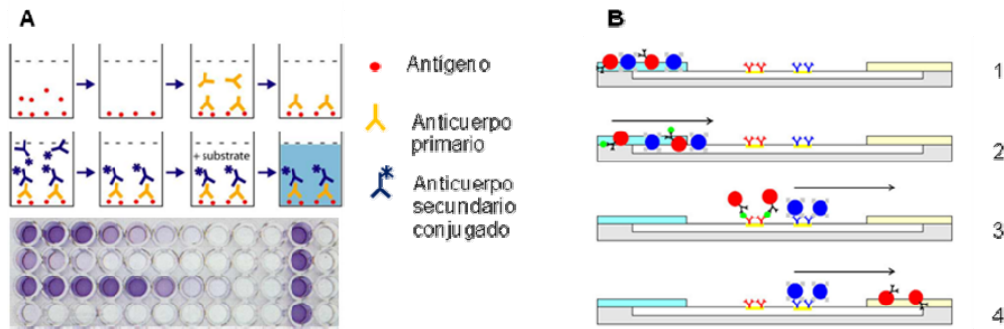 A
+ substrate
Antígeno
Anticuerpo
primario
Anticuerpo
secundario
conjugado
B
1
2
3
4